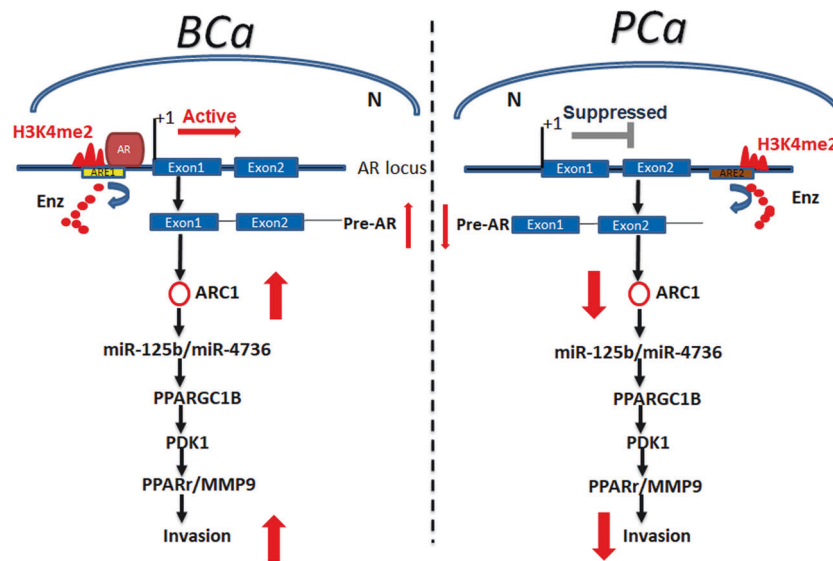 BCa
N
+1 Active
H3K4me2
AR
Exon1 Exon2 AR locus
ARE1
Enz
Exon1 Exon2 Pre-AR
ARC1
miR-125b/miR-4736
PPARGC1B
PDK1
PPARr/MMP9
Invasion
PCa
N
+1 Suppressed
H3K4me2
Exon1 Exon2
ARE2
Enz
Pre-AR Exon1 Exon2
ARC1
miR-125b/miR-4736
PPARGC1B
PDK1
PPARr/MMP9
Invasion